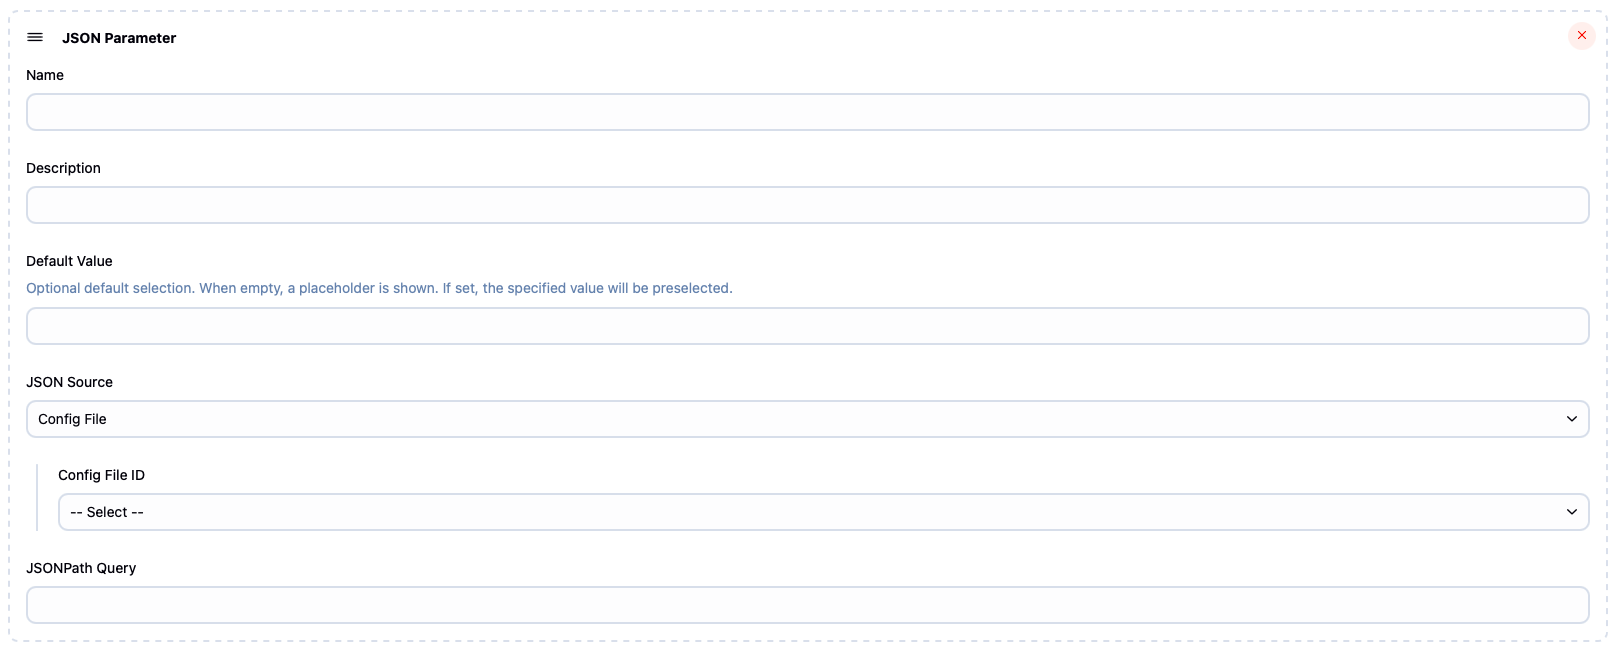 JSON Parameter
Name
Description
Default Value
Optional default selection. When empty, a placeholder is shown. If set, the specified value will be preselected.
JSON Source
Config File
Config File ID
-- Select --
JSONPath Query